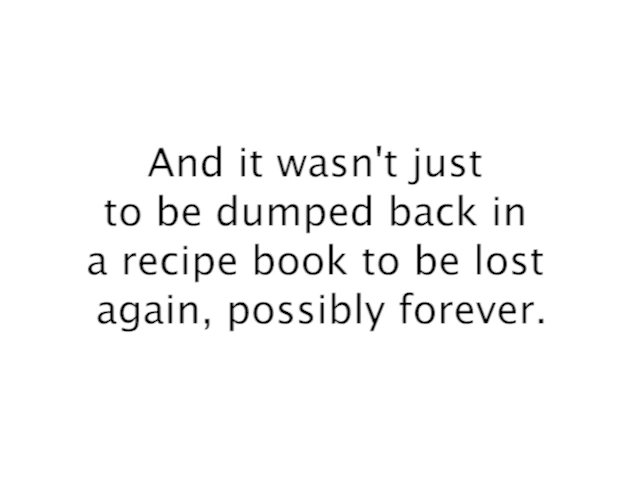 And it wasn't just
to be dumped back in
a recipe book to be lost
again, possibly forever.